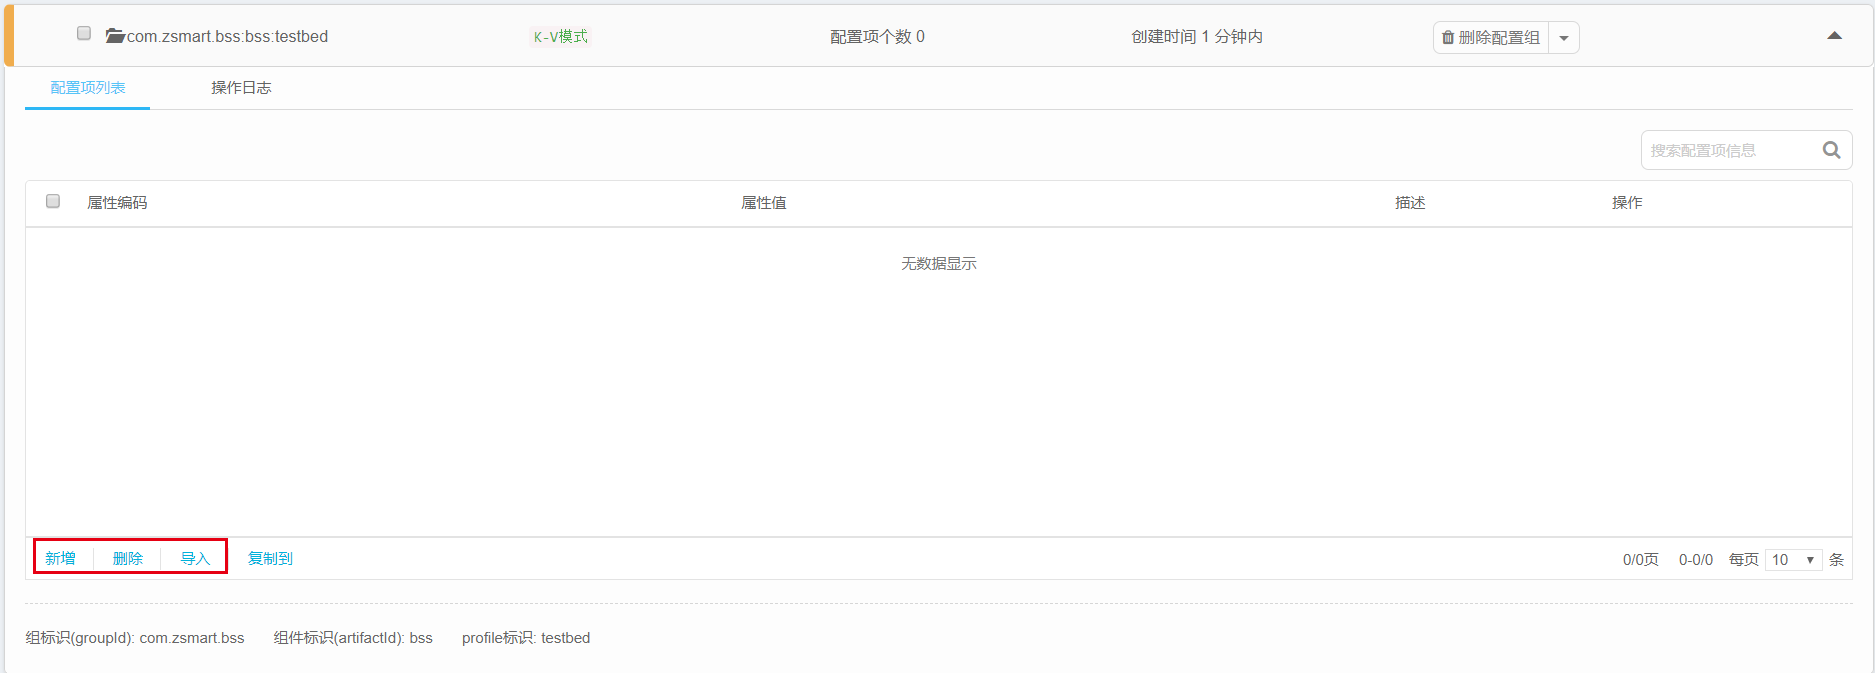 com.zsmart.bss:bss:testbed K-V模式 配置项个数 0 创建时间 1 分钟内 删除配置组
配置项列表 操作日志
搜索配置项信息
属性编码 属性值 描述 操作
无数据显示
新增 删除 导入 复制到 0/0页 0-0/0 每页 10 条
组标识(groupId): com.zsmart.bss 组件标识(artifactId): bss profile标识: testbed